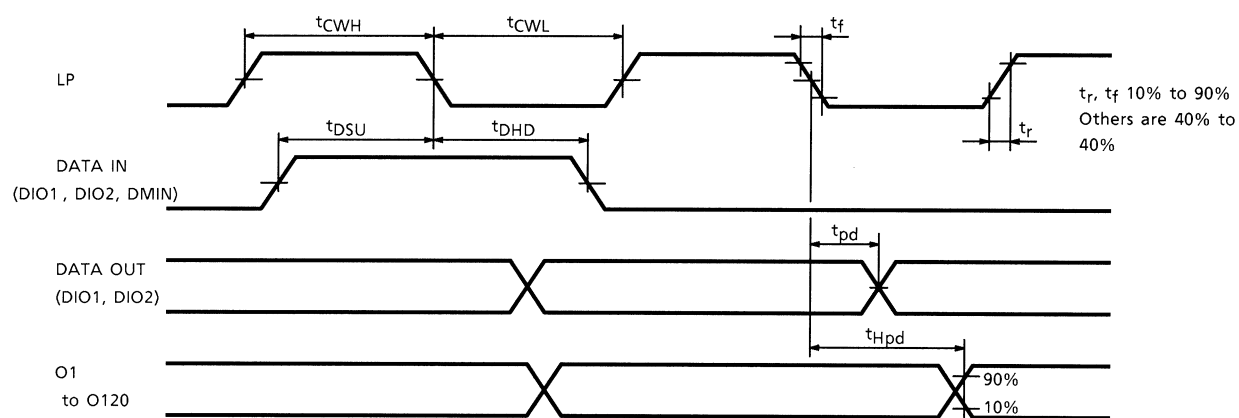 tCWH
tCWL
tf
LP
tr, tf 10% to 90%
Others are 40% to
40%
tr
tDSU
tDHD
DATA IN
(DIO1 , DIO2, DMIN)
tpd
DATA OUT
(DIO1, DIO2)
tHpd
O1
to O120
90%
10%